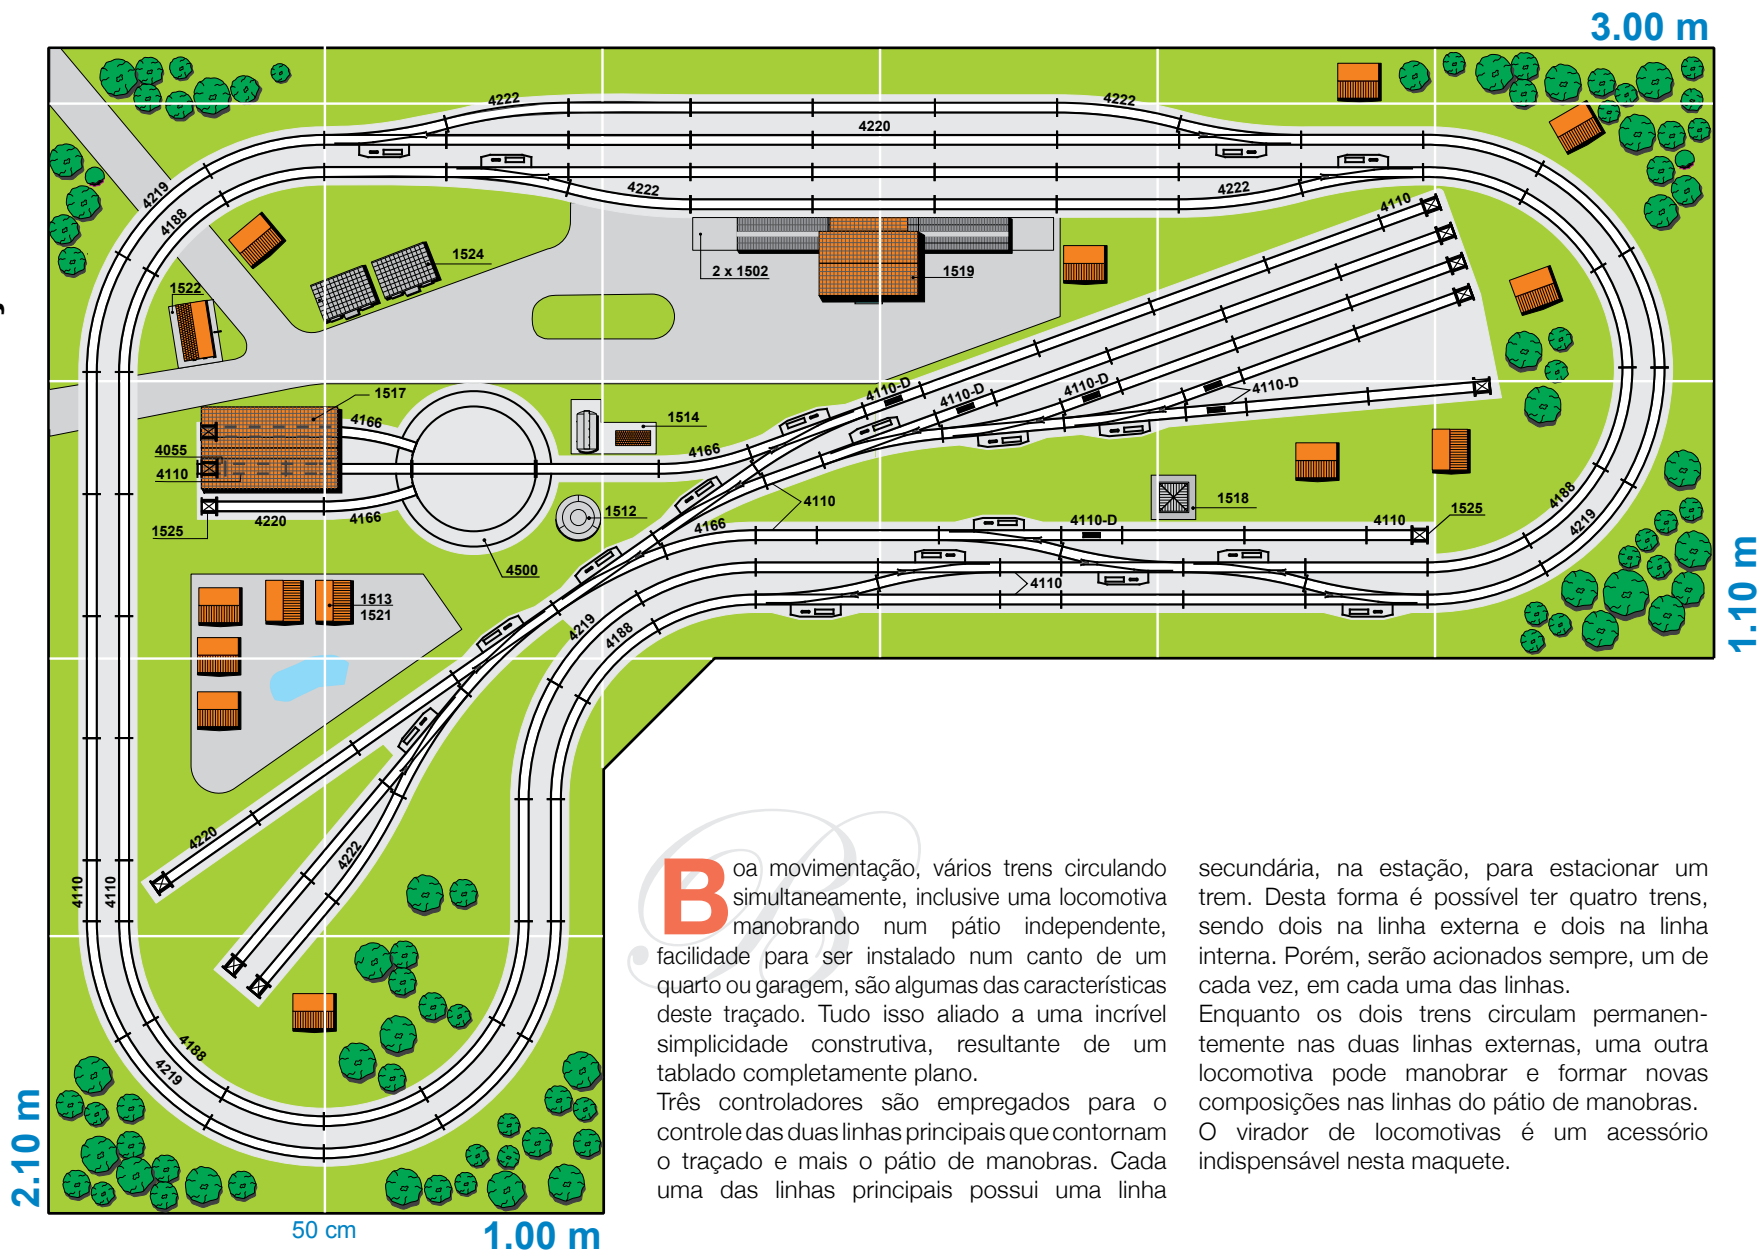 3.00 m
4222
4222
4220
4219
4188
4222
4222
4110
1524
2 x 1502
1519
1522
1517
4166
1514
4110-D
4110-D
4110-D
4110-D
4055
4110
4166
4220
4166
1525
1512
4500
4110
4166
1518
4110-D
4110
1525
4188
4219
4110
1513
1521
4219
4188
1.10 m
4220
4222
4110
4110
4188
4219
2.10 m
50 cm
1.00 m
Boa movimentação, vários trens circulando
simultaneamente, inclusive uma locomotiva
manobrando num pátio independente,
facilidade para ser instalado num canto de um
quarto ou garagem, são algumas das características
deste traçado. Tudo isso aliado a uma incrível
simplicidade construtiva, resultante de um
tablado completamente plano.
Três controladores são empregados para o
controle das duas linhas principais que contornam
o traçado e mais o pátio de manobras. Cada
uma das linhas principais possui uma linha
secundária, na estação, para estacionar um
trem. Desta forma é possível ter quatro trens,
sendo dois na linha externa e dois na linha
interna. Porém, serão acionados sempre, um de
cada vez, em cada uma das linhas.
Enquanto os dois trens circulam permanen-
temente nas duas linhas externas, uma outra
locomotiva pode manobrar e formar novas
composições nas linhas do pátio de manobras.
O virador de locomotivas é um acessório
indispensável nesta maquete.